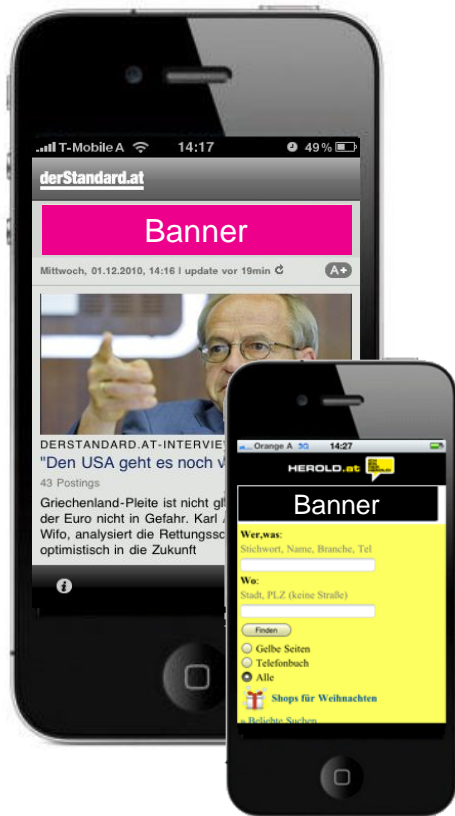 T-Mobile A 14:17 49%
derStandard.at
Banner
Mittwoch, 01.12.2010, 14:16 I update vor 19min
A+
DERSTANDARD.AT-INTERVIE
"Den USA geht es noch
43 Postings
Griechenland-Pleite ist nicht
der Euro nicht in Gefahr. Karl
Wifo, analysiert die Rettungssc
optimistisch in die Zukunft
Orange A 3G 14:27
HEROLD.at
Banner
Wer,was:
Stichwort, Name, Branche, Tel
Wo:
Stadt, PLZ (keine Straße)
Finden
Gelbe Seiten
Telefonbuch
Alle
Shops für Weihnachten
» Beliebte Suchen